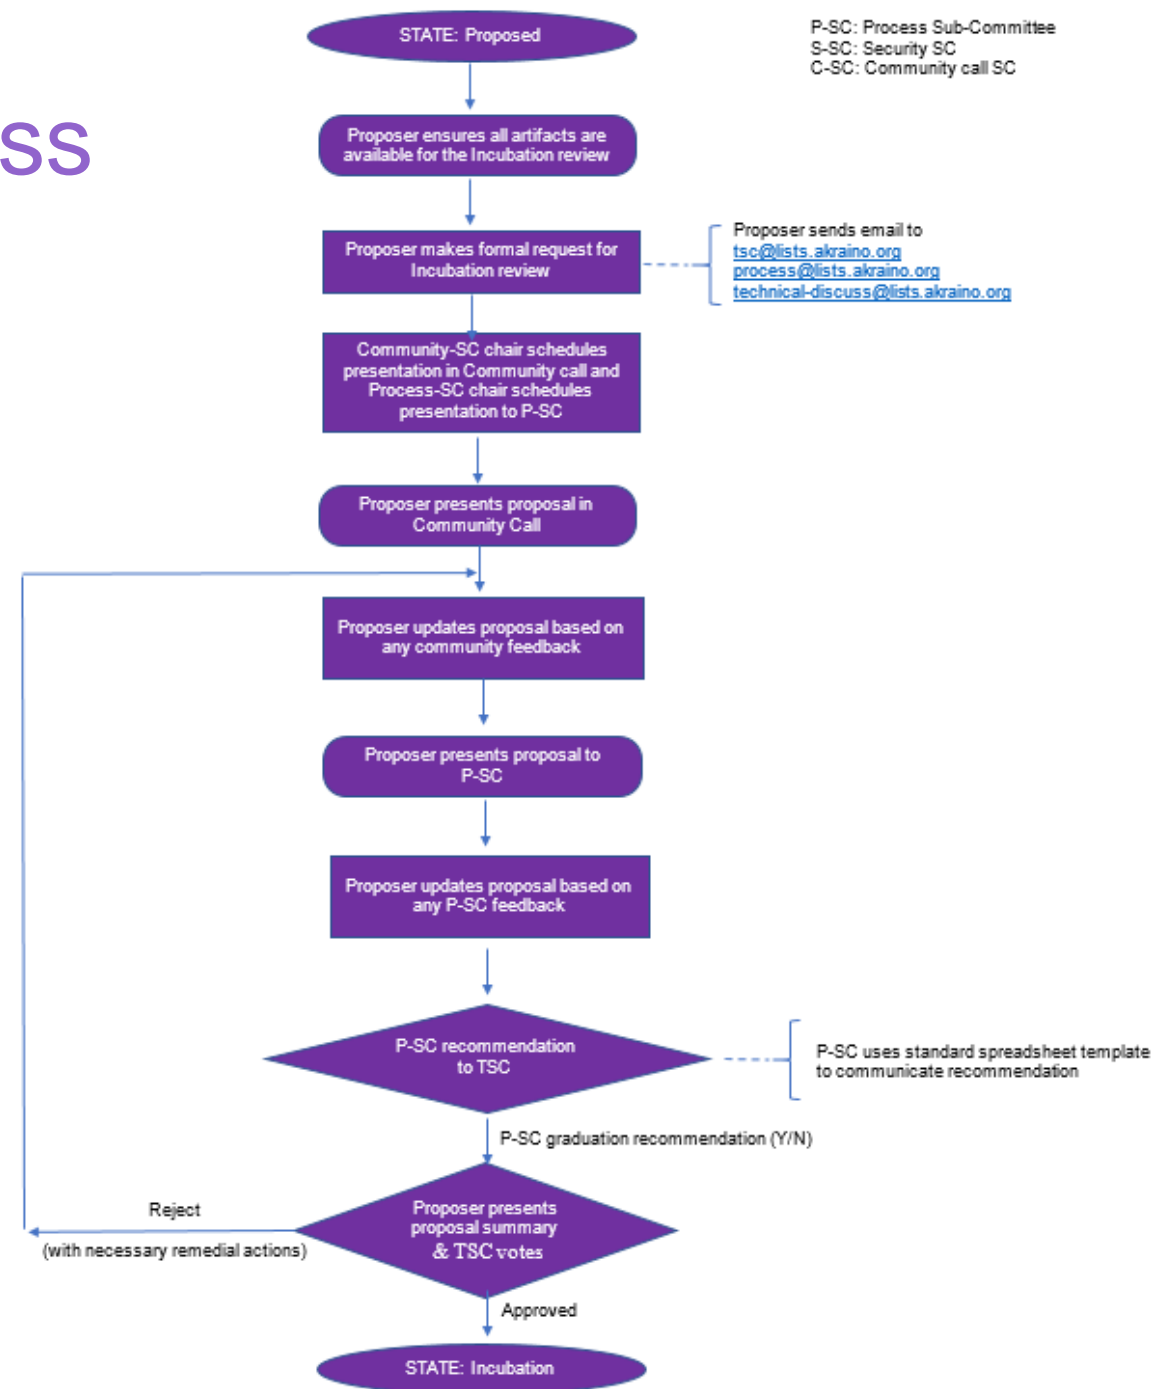 STATE: Proposed
P-SC: Process Sub-Committee
S-SC: Security SC
C-SC: Community call SC
ss
Proposer ensures all artifacts are
available for the Incubation review
Proposer makes formal request for
Incubation review
Proposer sends email to
tsc@lists.akraino.org
process@lists.akraino.org
technical-discuss@lists.akraino.org
Community-SC chair schedules
presentation in Community call and
Process-SC chair schedules
presentation to P-SC
Proposer presents proposal in
Community Call
Proposer updates proposal based on
any community feedback
Proposer presents proposal to
P-SC
Proposer updates proposal based on
any P-SC feedback
P-SC recommendation
to TSC
P-SC uses standard spreadsheet template
to communicate recommendation
P-SC graduation recommendation (Y/N)
Proposer presents
proposal summary
& TSC votes
Reject
(with necessary remedial actions)
Approved
STATE: Incubation